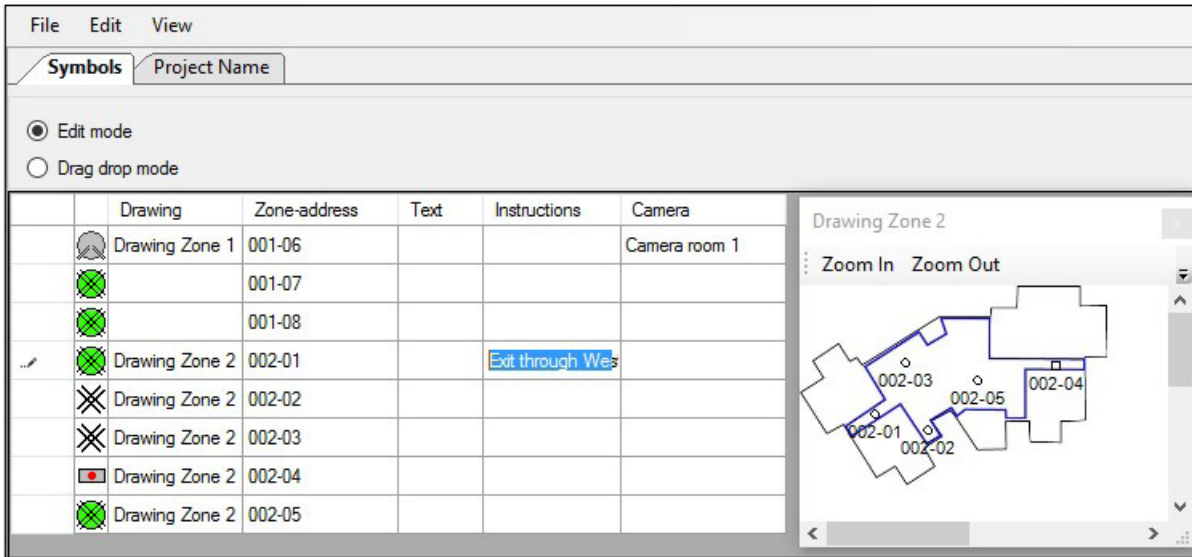 File Edit View
Symbols Project Name
Edit mode
Drag drop mode
Drawing Zone-address Text Instructions Camera
Drawing Zone 1 001-06 Camera room 1
001-07
001-08
Drawing Zone 2 002-01 Exit through Wes
Drawing Zone 2 002-02
Drawing Zone 2 002-03
Drawing Zone 2 002-04
Drawing Zone 2 002-05
Drawing Zone 2
Zoom In Zoom Out
002-03
002-05
002-04
002-01
002-02